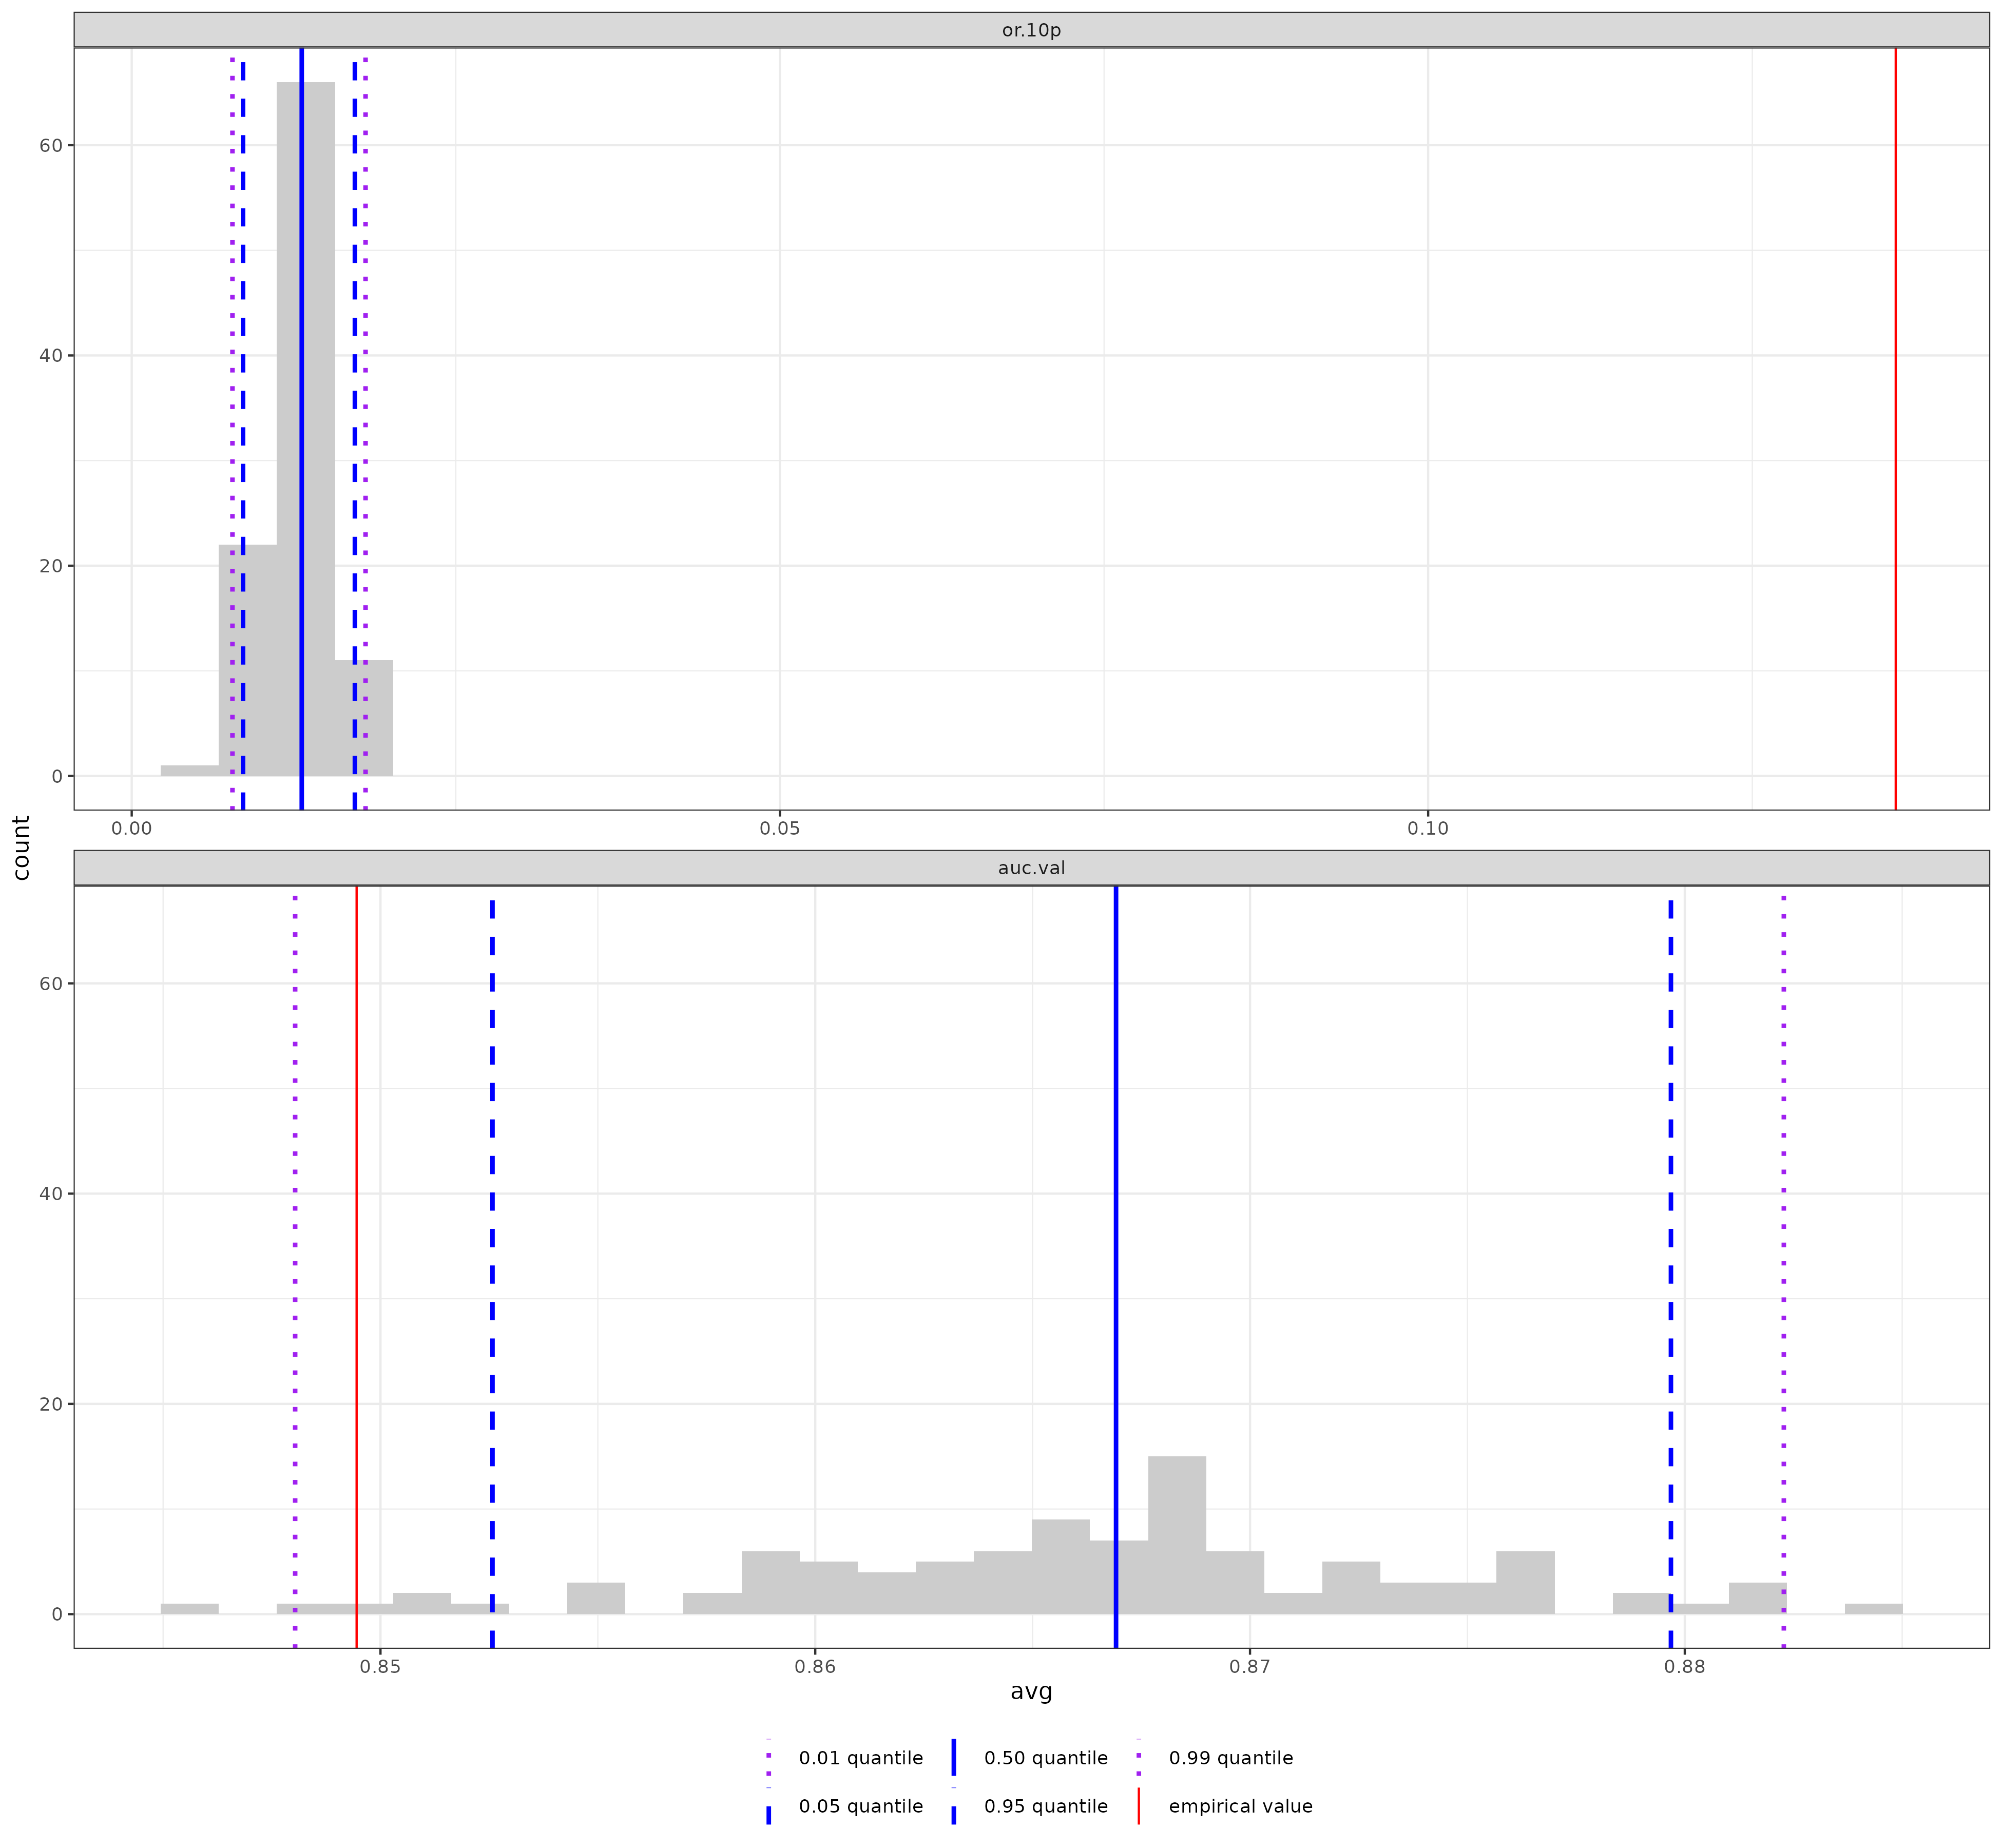 or.10p
60
40
20
0
0.00 0.05 0.10
count
auc.val
60
40
20
0
0.85 0.86 0.87 0.88
avg
0.01 quantile 0.50 quantile 0.99 quantile
0.05 quantile 0.95 quantile empirical value